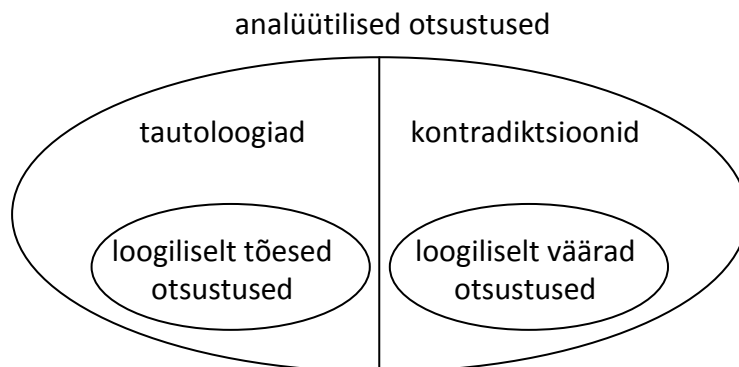 analüütilised otsustused
tautoloogiad
kontradiktsioonid
loogiliselt tõesed
otsustused
loogiliselt väärad
otsustused